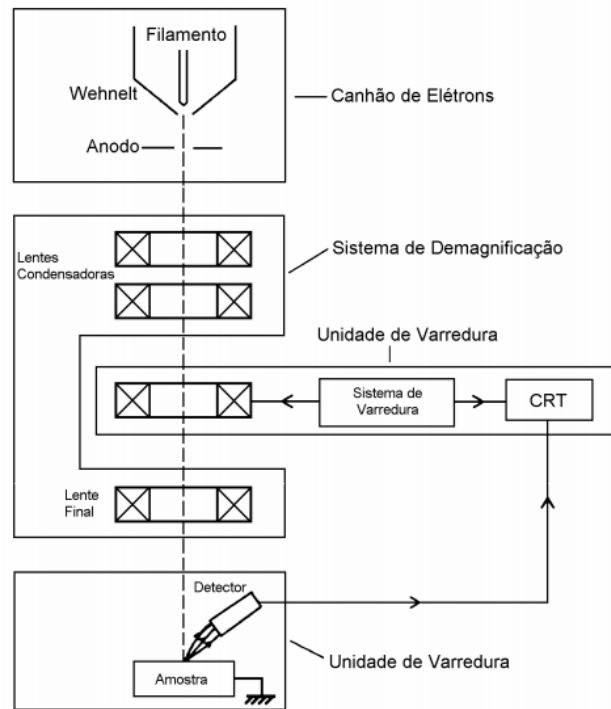 Filamento
Wehnelt
Canhão de Elétrons
Anodo
Lentes
Condensadoras
Sistema de Demagnificação
Unidade de Varredura
Sistema de
Varredura
CRT
Lente
Final
Detector
Unidade de Varredura
Amostra